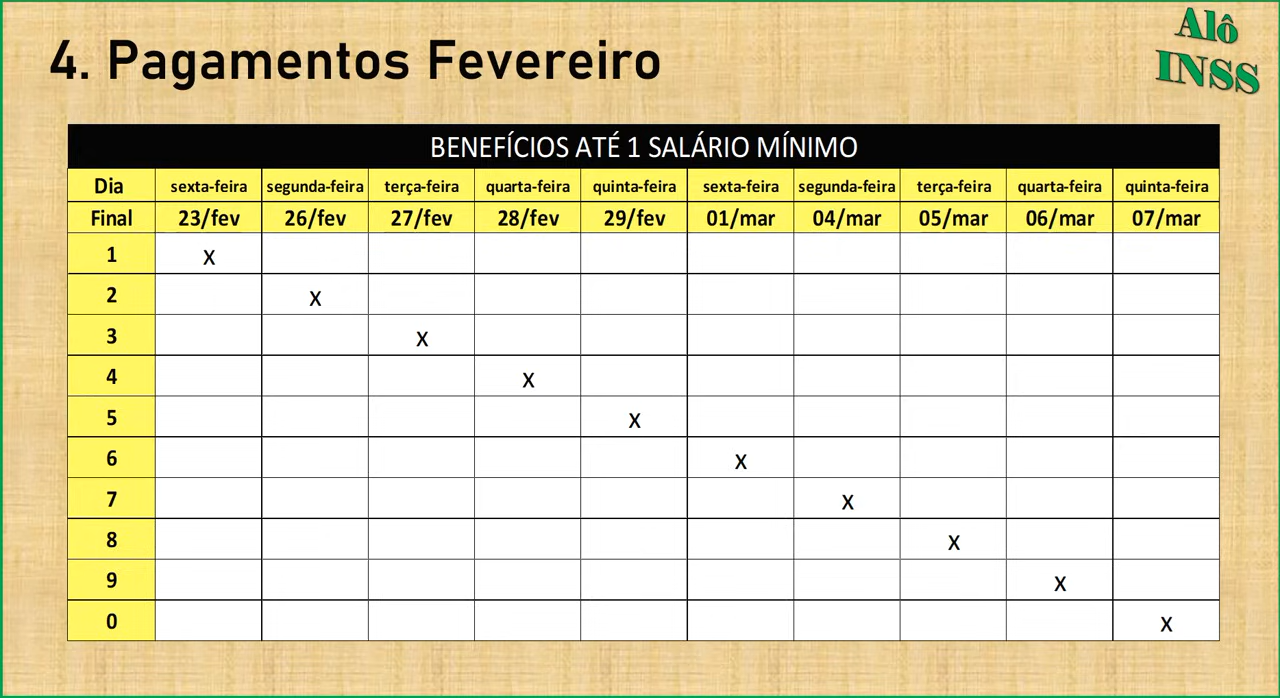 4. Pagamentos Fevereiro
Alô
INSS
BENEFÍCIOS ATÉ 1 SALÁRIO MÍNIMO
Dia sexta-feira segunda-feira terça-feira quarta-feira quinta-feira sexta-feira segunda-feira terça-feira quarta-feira quinta-feira
Final 23/fev 26/fev 27/fev 28/fev 29/fev 01/mar 04/mar 05/mar 06/mar 07/mar
1 X
2 X
3 X
4 X
5 X
6 X
7 X
8 X
9 X
0 X